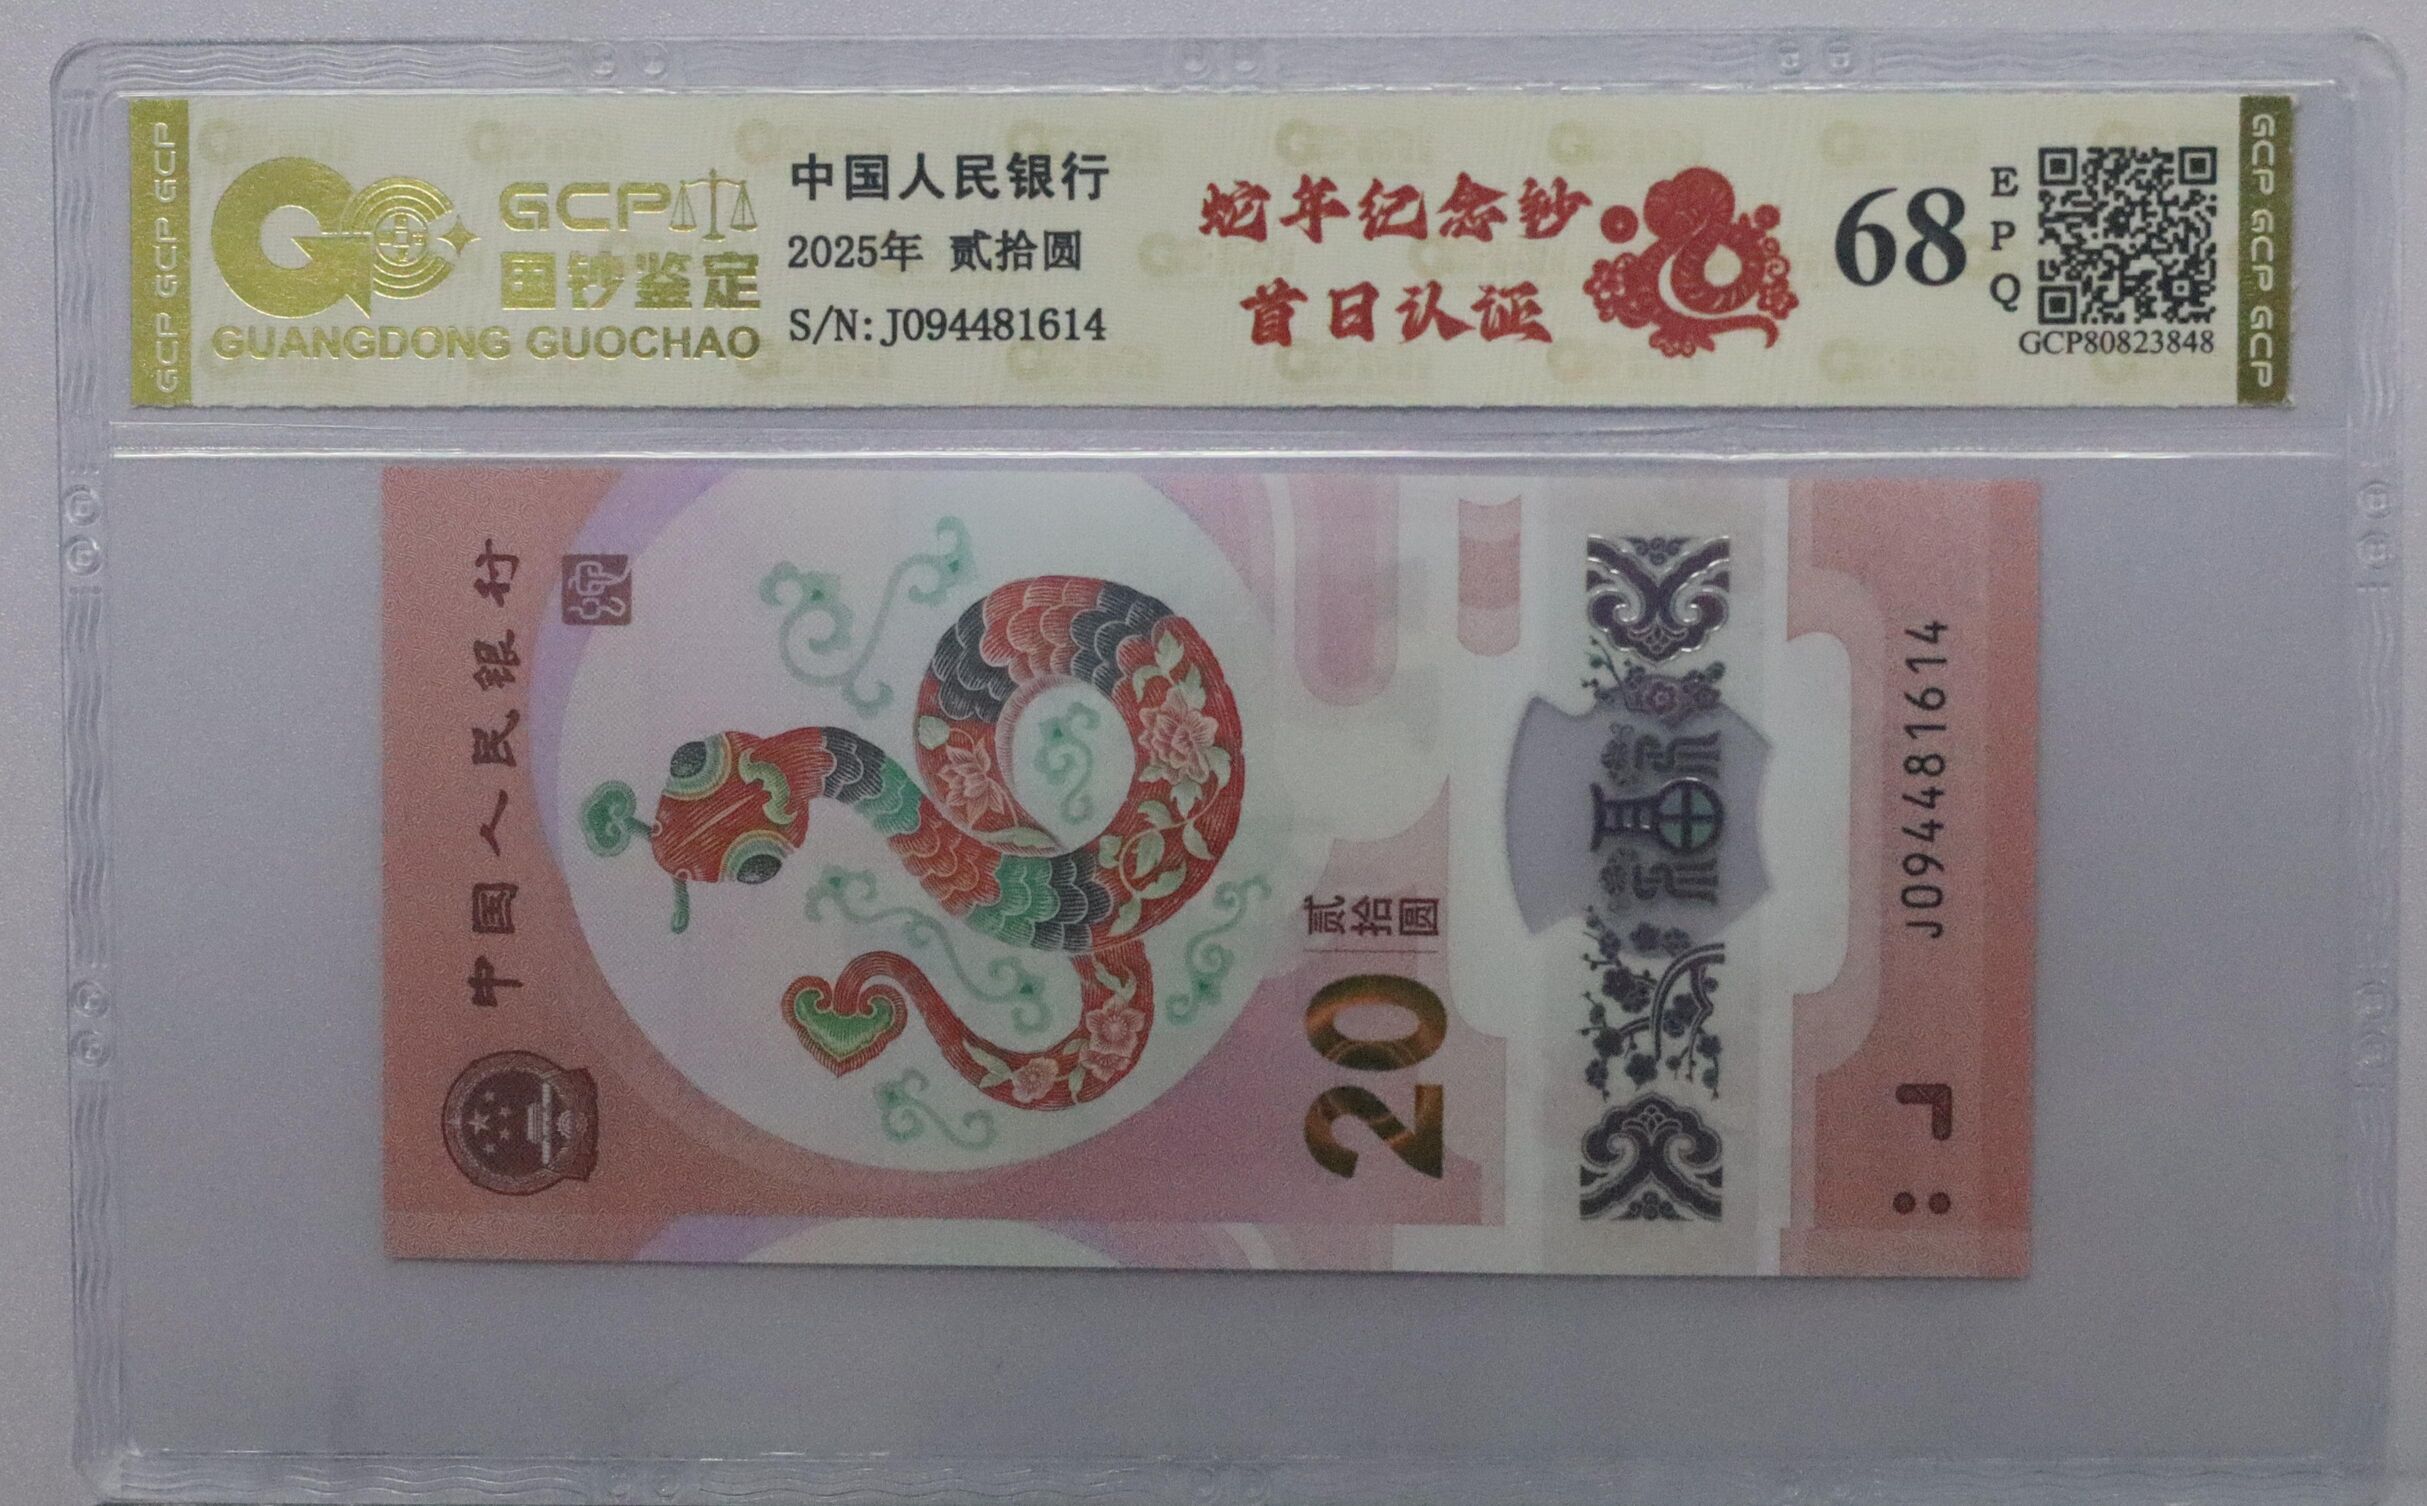 GCP GCP GCP
GCP
国钞鉴定
GUANGDONG GUOCHAO
中国人民银行
2025年 贰拾圆
S/N:J094481614
蛇年纪念钞
首日认证
68
EPQ
GCP80823848
GCP GCP GCP
中国人民银行
20
贰拾圆
福
J094481614